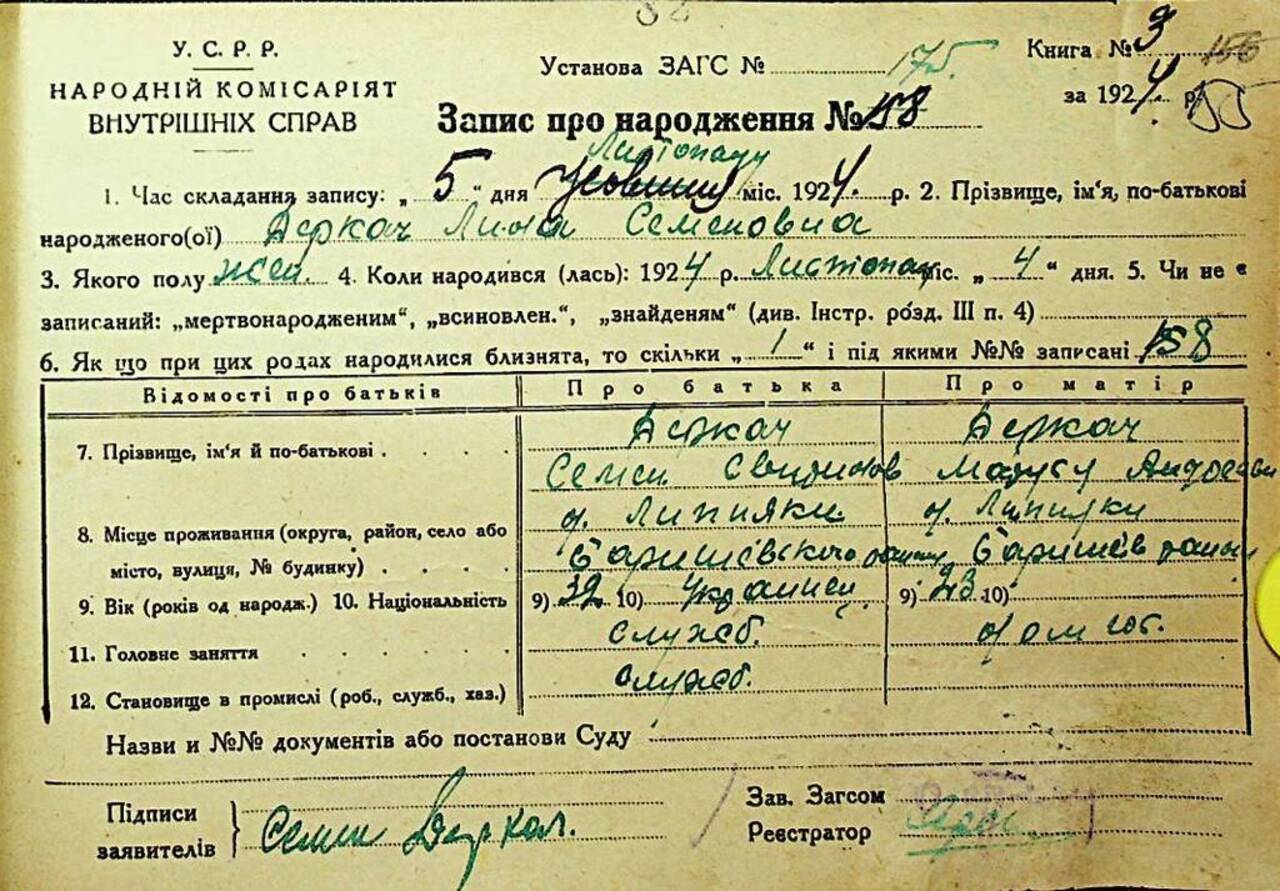 У. С. Р. Р.
НАРОДНІЙ КОМІСАРІЯТ
ВНУТРІШНІХ СПРАВ
Установа ЗАГС № 175.
Книга № 3 156
за 1924. р.
Запис про народження № 158
Листопаду
1. Час складання запису: „ 5 “ дня міс. 1924. р. 2. Прізвище, ім‘я, по-батькові
народженого(ої) Деркач Лина Семеновна
3. Якого полу жен. 4. Коли народився (лась): 1924 р. Листопад міс. „ 4 “ дня. 5. Чи не є
записаний: „мертвонародженим“, „всиновлен.“, „знайденям“ (див. Інстр. розд. III п. 4)
6. Як що при цих родах народилися близнята, то скільки „ 1 “ і під якими №№ записані 158
Відомості про батьків Про батька Про матір
7. Прізвище, ім‘я й по-батькові Деркач Деркач
Семен
8. Місце проживання (округа, район, село або місто, вулиця, № будинку)
9. Вік (років од народж.) 10. Національність 9) 32 10) Украинец 9) 23 10)
11. Головне заняття служб.
12. Становище в промислі (роб., служб., хаз.) служб.
Назви и №№ документів або постанови Суду
Підписи
заявителів Семен Деркач.
Зав. Загсом
Реєстратор